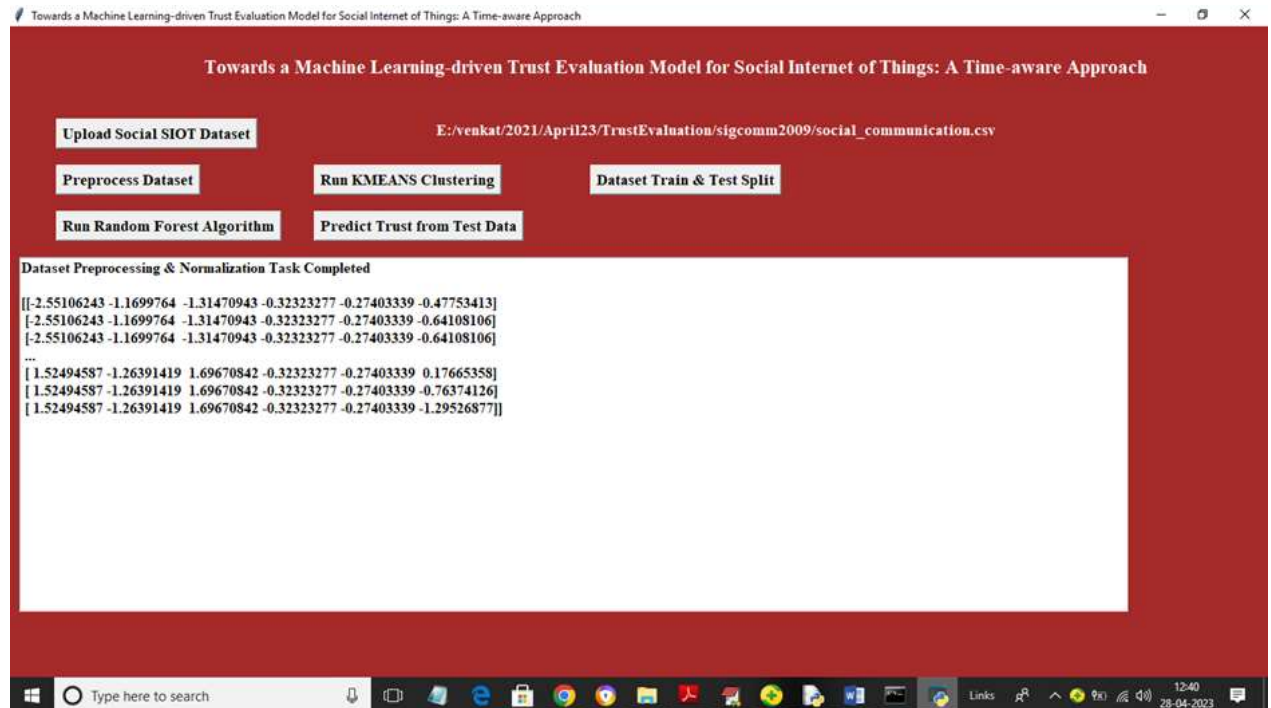 Towards a Machine Learning-driven Trust Evaluation Model for Social Internet of Things: A Time-aware Approach
Towards a Machine Learning-driven Trust Evaluation Model for Social Internet of Things: A Time-aware Approach
Upload Social SIOT Dataset
E:/venkat/2021/April23/TrustEvaluation/sigcomm2009/social_communication.csv
Preprocess Dataset
Run KMEANS Clustering
Dataset Train & Test Split
Run Random Forest Algorithm
Predict Trust from Test Data
Dataset Preprocessing & Normalization Task Completed
[[-2.55106243 -1.1699764 -1.31470943 -0.32323277 -0.27403339 -0.47753413]
[-2.55106243 -1.1699764 -1.31470943 -0.32323277 -0.27403339 -0.64108106]
[-2.55106243 -1.1699764 -1.31470943 -0.32323277 -0.27403339 -0.64108106]
...
[ 1.52494587 -1.26391419 1.69670842 -0.32323277 -0.27403339 0.17665358]
[ 1.52494587 -1.26391419 1.69670842 -0.32323277 -0.27403339 -0.76374126]
[ 1.52494587 -1.26391419 1.69670842 -0.32323277 -0.27403339 -1.29526877]]
Type here to search
Links
12:40
28-04-2023